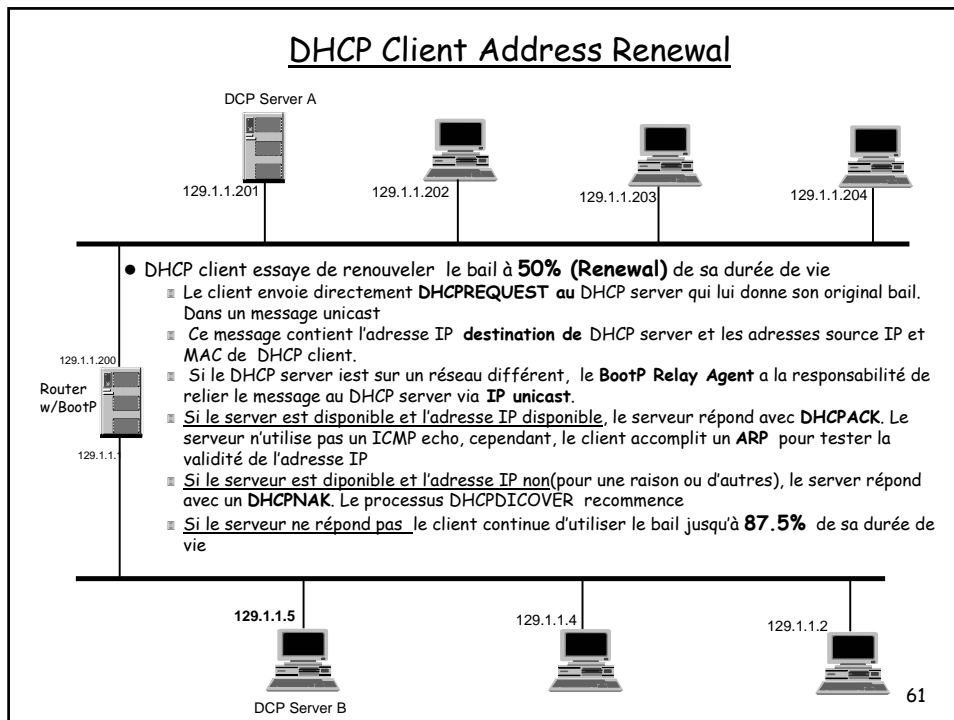 DHCP Client Address Renewal
DCP Server A
129.1.1.201
129.1.1.202
129.1.1.203
129.1.1.204
● DHCP client essaye de renouveler le bail à 50% (Renewal) de sa durée de vie
Le client envoie directement DHCPREQUEST au DHCP server qui lui donne son original bail.
Dans un message unicast
Ce message contient l'adresse IP destination de DHCP server et les adresses source IP et
MAC de DHCP client.
Si le DHCP server iest sur un réseau différent, le BootP Relay Agent a la responsabilité de
relier le message au DHCP server via IP unicast.
Si le server est disponible et l'adresse IP disponible, le serveur répond avec DHCPACK. Le
serveur n'utilise pas un ICMP echo, cependant, le client accomplit un ARP pour tester la
validité de l'adresse IP
Si le serveur est diponible et l'adresse IP non(pour une raison ou d'autres), le server répond
avec un DHCPNAK. Le processus DHCPDICOVER recommence
Si le serveur ne répond pas le client continue d'utiliser le bail jusqu'à 87.5% de sa durée de
vie
129.1.1.200
Router
w/BootP
129.1.1.1
129.1.1.5
129.1.1.4
129.1.1.2
DCP Server B
61